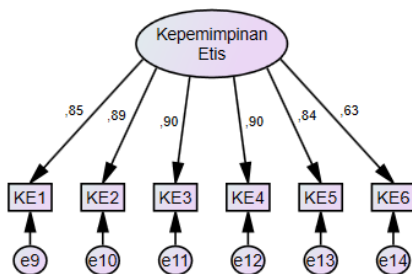 Kepemimpinan
Etis
,85
,89
,90
,90
,84
,63
KE1
KE2
KE3
KE4
KE5
KE6
e9
e10
e11
e12
e13
e14